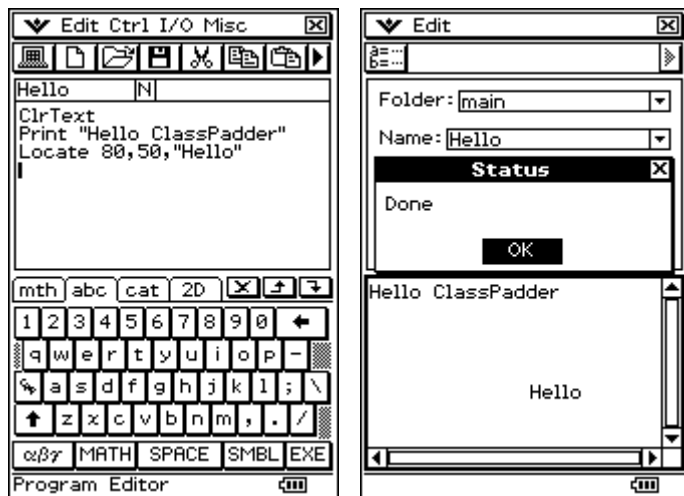 Edit Ctrl I/O Misc
Hello N
ClrText
Print "Hello ClassPadder"
Locate 80,50,"Hello"
mth abc cat 2D
1 2 3 4 5 6 7 8 9 0
q w e r t y u i o p -
a s d f g h j k l ; \
z x c v b n m , . /
αβγ MATH SPACE SMBL EXE
Program Editor
Edit
Folder: main
Name: Hello
Status
Done
OK
Hello ClassPadder
Hello